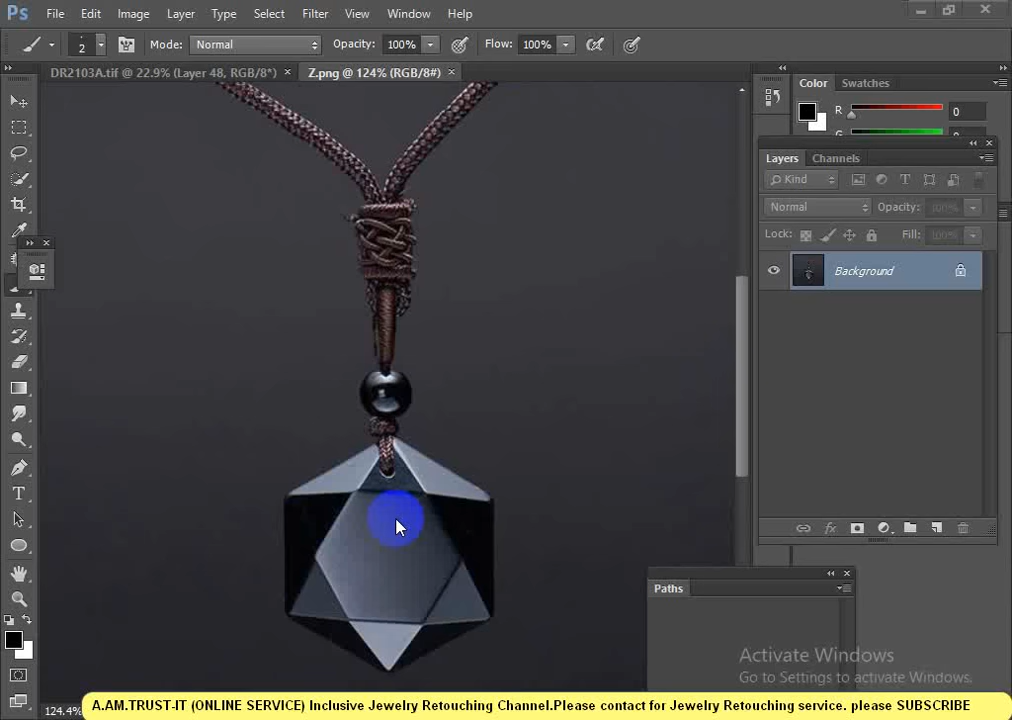 Ps File Edit Image Layer Type Select Filter View Window Help
2 Mode: Normal Opacity: 100% Flow: 100%
DR2103A.tif @ 22.9% (Layer 48, RGB/8*) × Z.png @ 124% (RGB/8#) ×
Color Swatches
R 0
G
Layers Channels
Kind
Normal Opacity: 100%
Lock: Fill: 100%
Background
Paths
Activate Windows
Go to Settings to activate Windows.
124.4%
A.AM.TRUST-IT (ONLINE SERVICE) Inclusive Jewelry Retouching Channel.Please contact for Jewelry Retouching service. please SUBSCRIBE